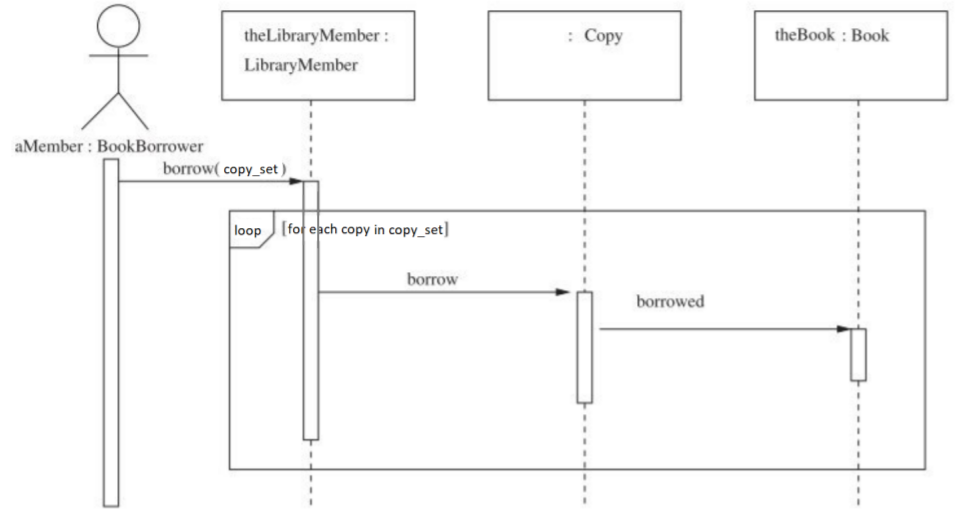 theLibraryMember :
LibraryMember
: Copy
theBook : Book
aMember : BookBorrower
borrow( copy_set )
loop
[for each copy in copy_set]
borrow
borrowed